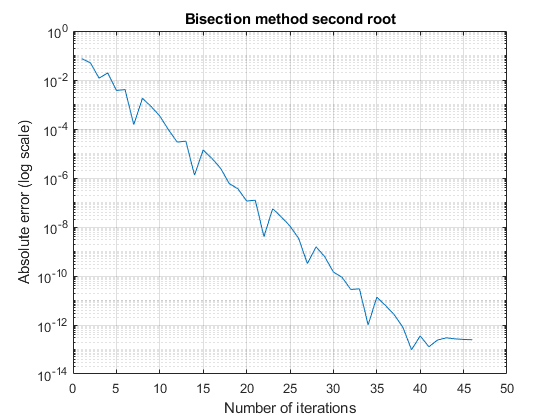 Bisection method second root
Absolute error (log scale)
10^0
10^-2
10^-4
10^-6
10^-8
10^-10
10^-12
10^-14
0 5 10 15 20 25 30 35 40 45 50
Number of iterations